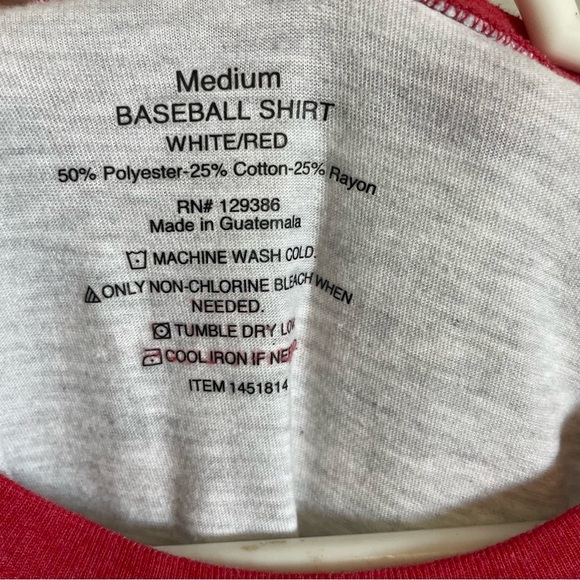 Medium
BASEBALL SHIRT
WHITE/RED
50% Polyester-25% Cotton-25% Rayon
RN# 129386
Made in Guatemala
MACHINE WASH COLD.
ONLY NON-CHLORINE BLEACH WHEN
NEEDED.
TUMBLE DRY LOW
COOL IRON IF
ITEM 1451814